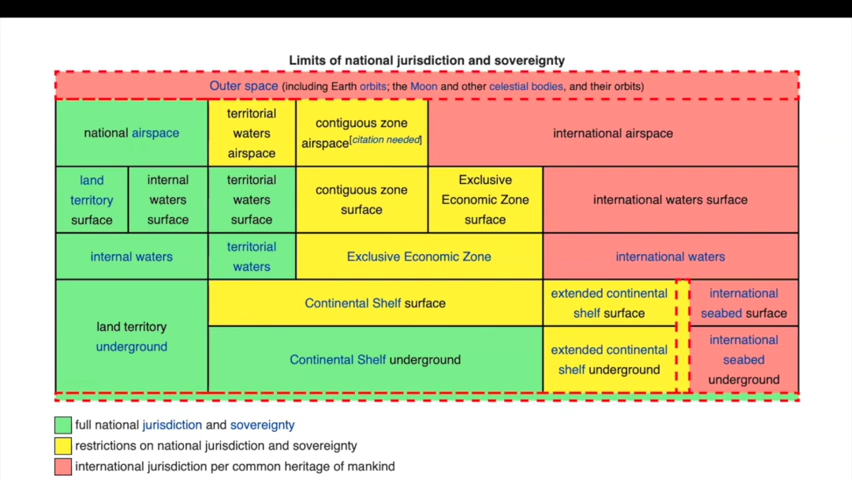 Limits of national jurisdiction and sovereignty
Outer space (including Earth orbits; the Moon and other celestial bodies, and their orbits)
national airspace
territorial
waters
airspace
contiguous zone
airspace[citation needed]
international airspace
land
territory
surface
internal
waters
surface
territorial
waters
surface
contiguous zone
surface
Exclusive
Economic Zone
surface
international waters surface
internal waters
territorial
waters
Exclusive Economic Zone
international waters
land territory
underground
Continental Shelf surface
extended continental
shelf surface
international
seabed surface
Continental Shelf underground
extended continental
shelf underground
international
seabed
underground
full national jurisdiction and sovereignty
restrictions on national jurisdiction and sovereignty
international jurisdiction per common heritage of mankind